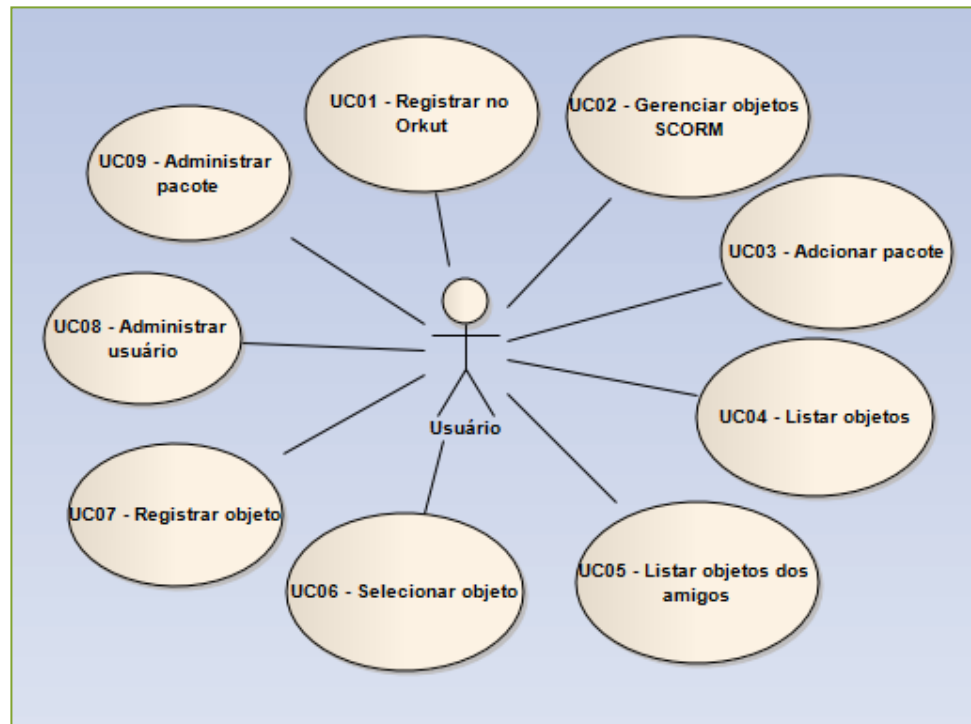 UC01 - Registrar no
Orkut
UC02 - Gerenciar objetos
SCORM
UC09 - Administrar
pacote
UC03 - Adcionar pacote
UC08 - Administrar
usuário
UC04 - Listar objetos
Usuário
UC07 - Registrar objeto
UC05 - Listar objetos dos
amigos
UC06 - Selecionar objeto